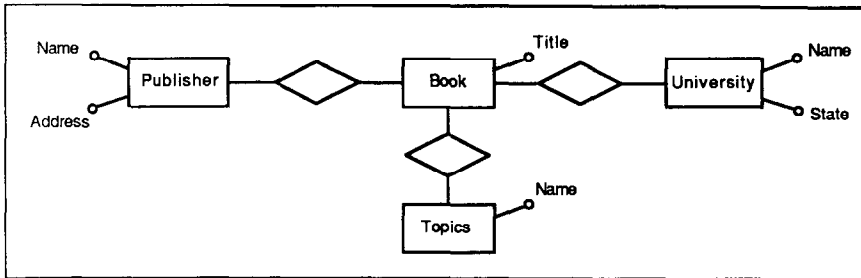 Name
Publisher
Address
Book
Title
University
Name
State
Topics
Name